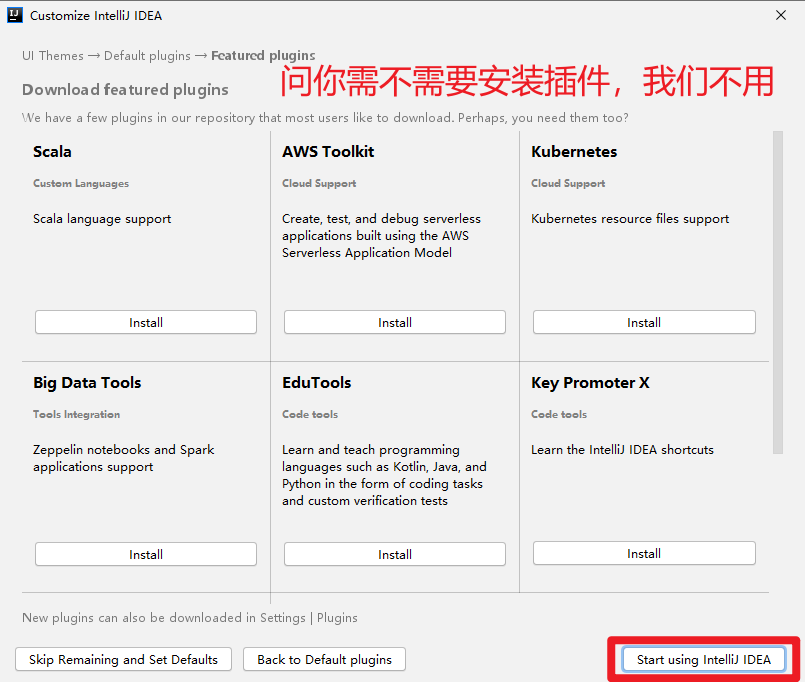 Customize IntelliJ IDEA
UI Themes → Default plugins → Featured plugins
问你需不需要安装插件，我们不用
Download featured plugins
We have a few plugins in our repository that most users like to download. Perhaps, you need them too?
Scala
Custom Languages
Scala language support
Install
AWS Toolkit
Cloud Support
Create, test, and debug serverless
applications built using the AWS
Serverless Application Model
Install
Kubernetes
Cloud Support
Kubernetes resource files support
Install
Big Data Tools
Tools Integration
Zeppelin notebooks and Spark
applications support
Install
EduTools
Code tools
Learn and teach programming
languages such as Kotlin, Java, and
Python in the form of coding tasks
and custom verification tests
Install
Key Promoter X
Code tools
Learn the IntelliJ IDEA shortcuts
Install
New plugins can also be downloaded in Settings | Plugins
Skip Remaining and Set Defaults
Back to Default plugins
Start using IntelliJ IDEA